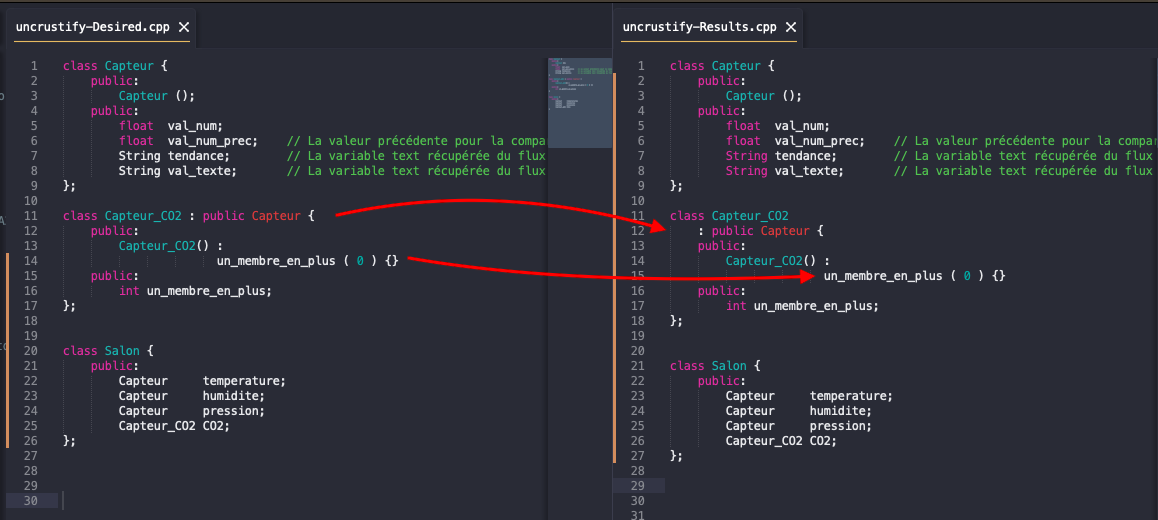 uncrustify-Desired.cpp ×
1 class Capteur {
2 public:
3 Capteur ();
4 public:
5 float val_num;
6 float val_num_prec; // La valeur précédente pour la compa
7 String tendance; // La variable text récupérée du flux
8 String val_texte; // La variable text récupérée du flux
9 };
10
11 class Capteur_CO2 : public Capteur {
12 public:
13 Capteur_CO2() :
14 un_membre_en_plus ( 0 ) {}
15 public:
16 int un_membre_en_plus;
17 };
18
19
20 class Salon {
21 public:
22 Capteur temperature;
23 Capteur humidite;
24 Capteur pression;
25 Capteur_CO2 CO2;
26 };
27
28
29
30
uncrustify-Results.cpp ×
1 class Capteur {
2 public:
3 Capteur ();
4 public:
5 float val_num;
6 float val_num_prec; // La valeur précédente pour la compar
7 String tendance; // La variable text récupérée du flux
8 String val_texte; // La variable text récupérée du flux
9 };
10
11 class Capteur_CO2
12 : public Capteur {
13 public:
14 Capteur_CO2() :
15 un_membre_en_plus ( 0 ) {}
16 public:
17 int un_membre_en_plus;
18 };
19
20
21 class Salon {
22 public:
23 Capteur temperature;
24 Capteur humidite;
25 Capteur pression;
26 Capteur_CO2 CO2;
27 };
28
29
30
31